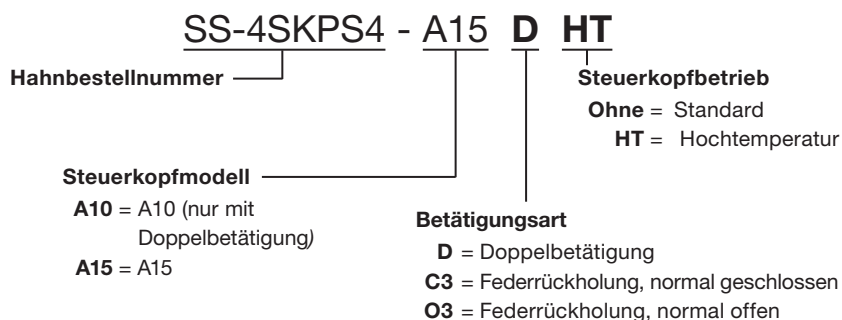 SS-4SKPS4 - A15 D HT
Hahnbestellnummer
Steuerkopfbetrieb
Ohne = Standard
HT = Hochtemperatur
Steuerkopfmodell
A10 = A10 (nur mit
Doppelbetätigung)
A15 = A15
Betätigungsart
D = Doppelbetätigung
C3 = Federrückholung, normal geschlossen
O3 = Federrückholung, normal offen